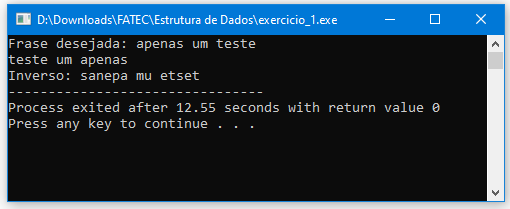 D:\Downloads\FATEC\Estrutura de Dados\exercicio_1.exe
Frase desejada: apenas um teste
teste um apenas
Inverso: sanepa mu etset
--------------------------------
Process exited after 12.55 seconds with return value 0
Press any key to continue . . .